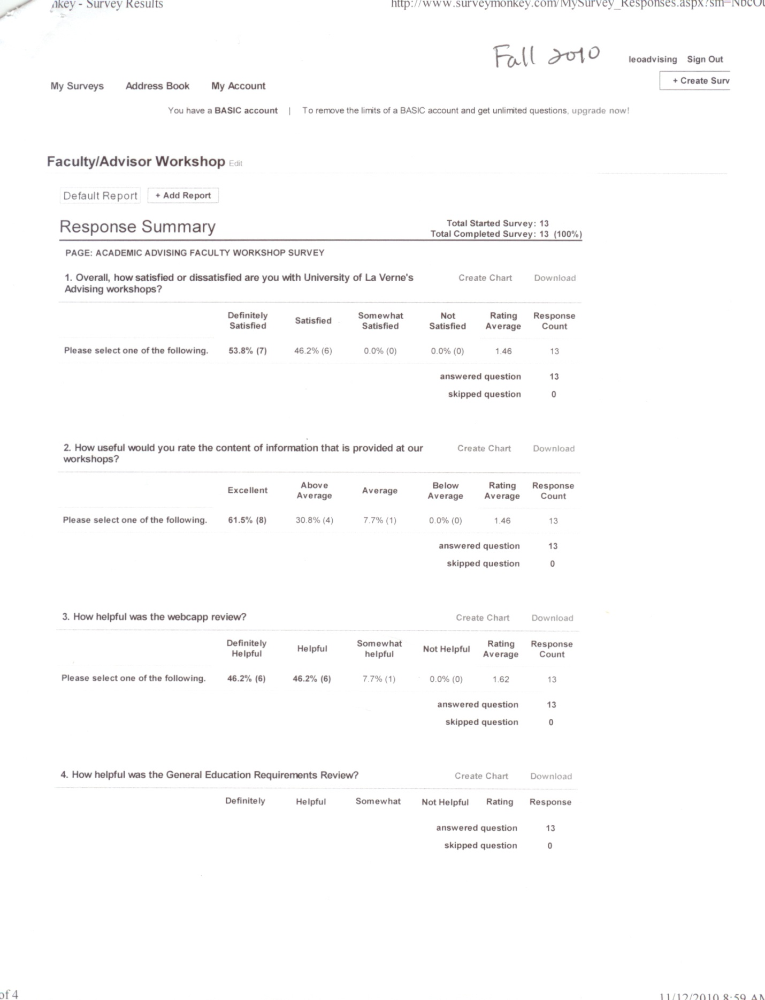 nkey - Survey Results http://www.surveymonkey.com/MySurvey_Responses.aspx?sm=NbcOU
Fall 2010
leoadvising Sign Out
+ Create Surv
My Surveys Address Book My Account
You have a BASIC account | To remove the limits of a BASIC account and get unlimited questions, upgrade now!
Faculty/Advisor Workshop Edit
Default Report + Add Report
Response Summary
Total Started Survey: 13
Total Completed Survey: 13 (100%)
PAGE: ACADEMIC ADVISING FACULTY WORKSHOP SURVEY
1. Overall, how satisfied or dissatisfied are you with University of La Verne's Create Chart Download
Advising workshops?
Definitely Somewhat Not Rating Response
Satisfied Satisfied Satisfied Satisfied Average Count
Please select one of the following. 53.8% (7) 46.2% (6) 0.0% (0) 0.0% (0) 1.46 13
answered question 13
skipped question 0
2. How useful would you rate the content of information that is provided at our Create Chart Download
workshops?
Above Below Rating Response
Excellent Average Average Average Average Count
Please select one of the following. 61.5% (8) 30.8% (4) 7.7% (1) 0.0% (0) 1.46 13
answered question 13
skipped question 0
3. How helpful was the webcapp review? Create Chart Download
Definitely Somewhat Rating Response
Helpful Helpful helpful Not Helpful Average Count
Please select one of the following. 46.2% (6) 46.2% (6) 7.7% (1) 0.0% (0) 1.62 13
answered question 13
skipped question 0
4. How helpful was the General Education Requirements Review? Create Chart Download
Definitely Helpful Somewhat Not Helpful Rating Response
answered question 13
skipped question 0
of 4 11/12/2010 8:59 AM